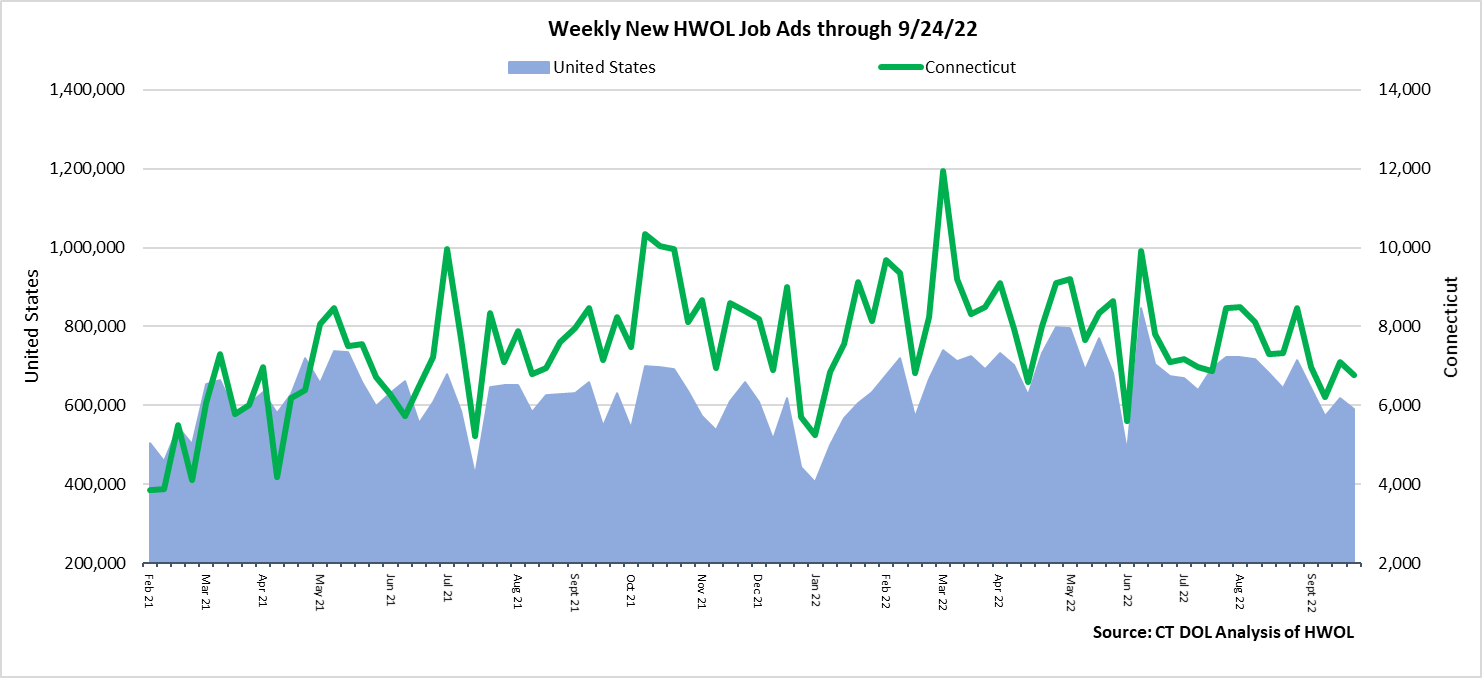 Weekly New HWOL Job Ads through 9/24/22
United States
Connecticut
1,400,000
1,200,000
1,000,000
800,000
600,000
400,000
200,000
United States
14,000
12,000
10,000
8,000
6,000
4,000
2,000
Connecticut
Feb 21
Mar 21
Apr 21
May 21
Jun 21
Jul 21
Aug 21
Sept 21
Oct 21
Nov 21
Dec 21
Jan 22
Feb 22
Mar 22
Apr 22
May 22
Jun 22
Jul 22
Aug 22
Sept 22
Source: CT DOL Analysis of HWOL